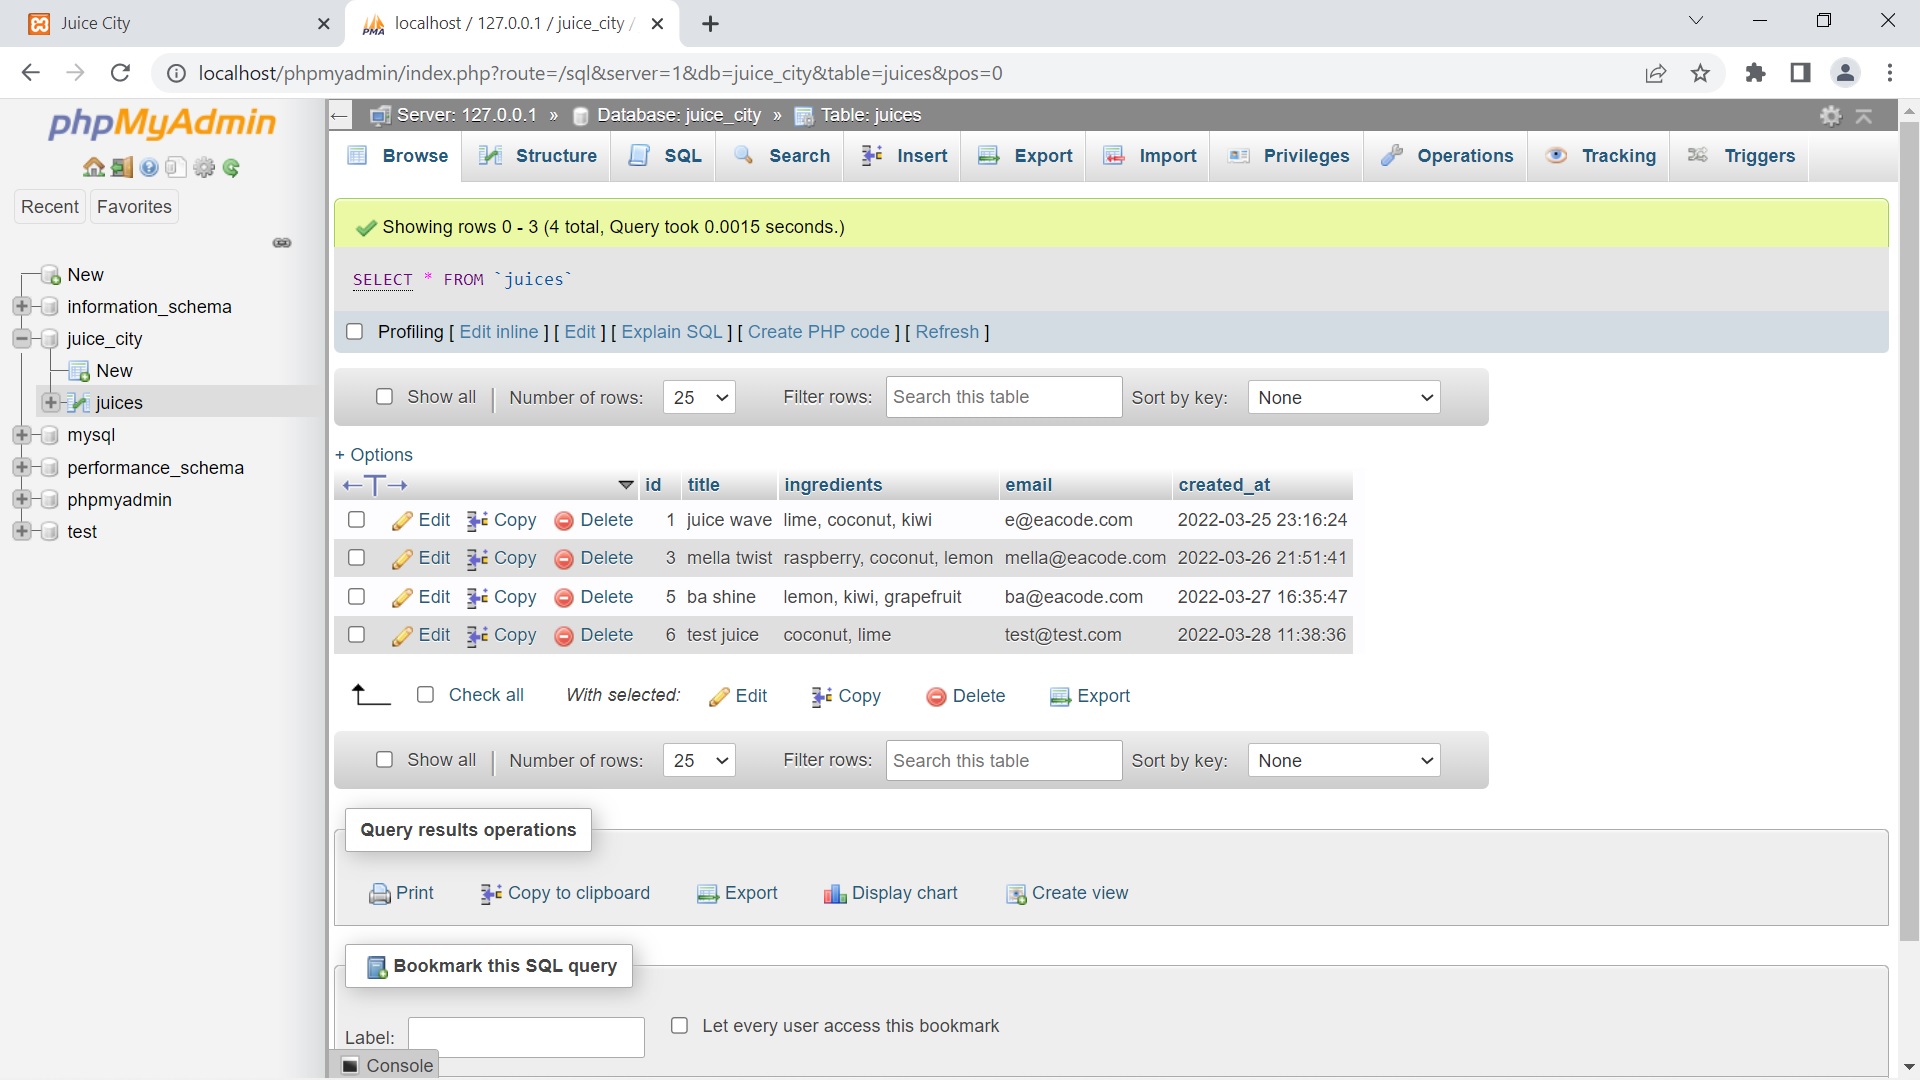 Juice City
localhost / 127.0.0.1 / juice_city /
localhost/phpmyadmin/index.php?route=/sql&server=1&db=juice_city&table=juices&pos=0
phpMyAdmin
Recent Favorites
New
information_schema
juice_city
New
juices
mysql
performance_schema
phpmyadmin
test
Server: 127.0.0.1 » Database: juice_city » Table: juices
Browse Structure SQL Search Insert Export Import Privileges Operations Tracking Triggers
Showing rows 0 - 3 (4 total, Query took 0.0015 seconds.)
SELECT * FROM `juices`
Profiling [ Edit inline ] [ Edit ] [ Explain SQL ] [ Create PHP code ] [ Refresh ]
Show all | Number of rows: 25 Filter rows: Search this table Sort by key: None
+ Options
←T→ id title ingredients email created_at
Edit Copy Delete 1 juice wave lime, coconut, kiwi e@eacode.com 2022-03-25 23:16:24
Edit Copy Delete 3 mella twist raspberry, coconut, lemon mella@eacode.com 2022-03-26 21:51:41
Edit Copy Delete 5 ba shine lemon, kiwi, grapefruit ba@eacode.com 2022-03-27 16:35:47
Edit Copy Delete 6 test juice coconut, lime test@test.com 2022-03-28 11:38:36
Check all With selected: Edit Copy Delete Export
Show all | Number of rows: 25 Filter rows: Search this table Sort by key: None
Query results operations
Print Copy to clipboard Export Display chart Create view
Bookmark this SQL query
Label: Let every user access this bookmark
Console